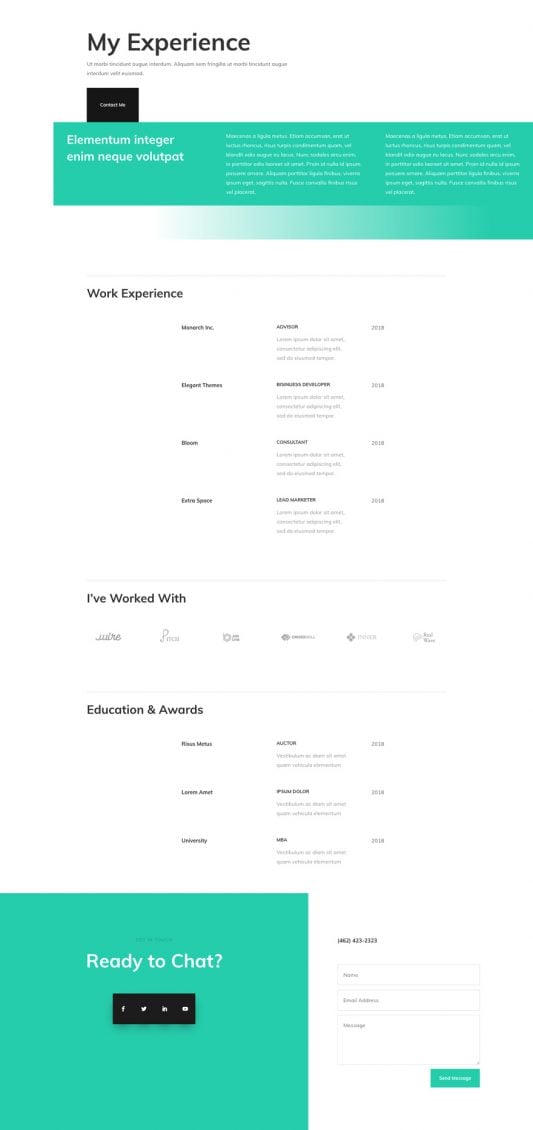 My Experience
Ut morbi tincidunt augue interdum. Aliquam sem fringilla ut morbi tincidunt augue
interdum velit euismod.
Contact Me
Elementum integer
enim neque volutpat
Maecenas a ligula metus. Etiam accumsan, erat ut
luctus rhoncus, risus turpis condimentum quam, vel
blandit odio augue eu lacus. Nunc sodales arcu enim,
in porttitor odio laoreet sit amet. Proin id nulla id ipsum
posuere ornare. Aliquam porttitor ligula finibus, viverra
ipsum eget, sagittis nulla. Fusce convallis finibus risus
vel placerat.
Maecenas a ligula metus. Etiam accumsan, erat ut
luctus rhoncus, risus turpis condimentum quam, vel
blandit odio augue eu lacus. Nunc sodales arcu enim,
in porttitor odio laoreet sit amet. Proin id nulla id ipsum
posuere ornare. Aliquam porttitor ligula finibus, viverra
ipsum eget, sagittis nulla. Fusce convallis finibus risus
vel placerat.
Work Experience
Monarch Inc.
ADVISOR
2018
Lorem ipsum dolor sit amet,
consectetur adipiscing elit,
sed do eiusmod tempor.
Elegant Themes
BISINUESS DEVELOPER
2018
Lorem ipsum dolor sit amet,
consectetur adipiscing elit,
sed do eiusmod tempor.
Bloom
CONSULTANT
2018
Lorem ipsum dolor sit amet,
consectetur adipiscing elit,
sed do eiusmod tempor.
Extra Space
LEAD MARKETER
2018
Lorem ipsum dolor sit amet,
consectetur adipiscing elit,
sed do eiusmod tempor.
I've Worked With
wire
PITCH
INNER
Real
Wave
Education & Awards
Risus Metus
AUCTOR
2018
Vestibulum ac diam sit amet
quam vehicula elementum
Lorem Amet
IPSUM DOLOR
2018
Vestibulum ac diam sit amet
quam vehicula elementum
University
MBA
2018
Vestibulum ac diam sit amet
quam vehicula elementum
GET IN TOUCH
Ready to Chat?
(462) 423-2323
Name
Email Address
Message
Send Message